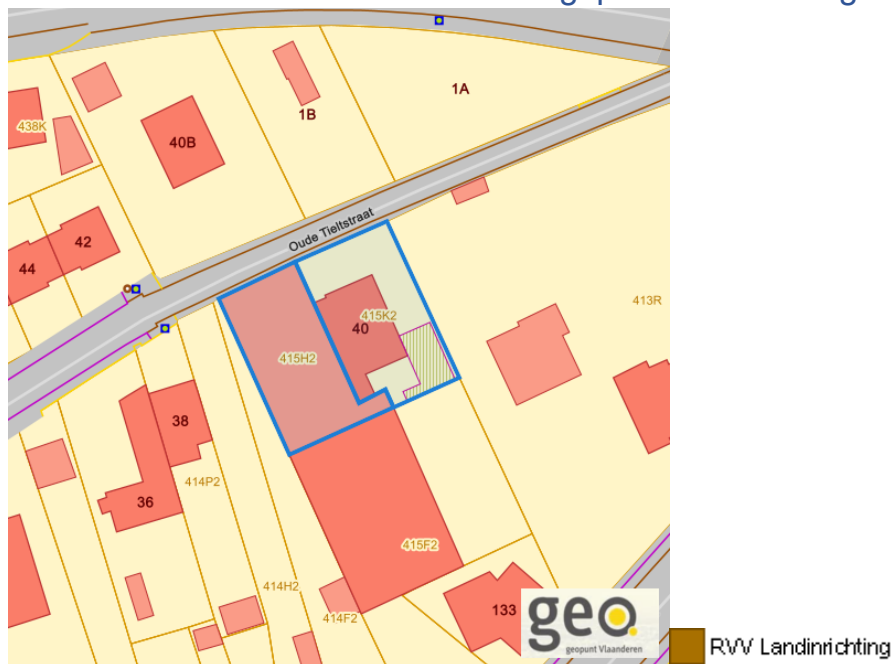 1A
1B
438K
40B
Oude Tieltstraat
42
44
413R
415K2
40
415H2
38
414P2
36
415F2
414H2
133
414F2
geo.
geopunt Vlaanderen
RVV Landinrichting